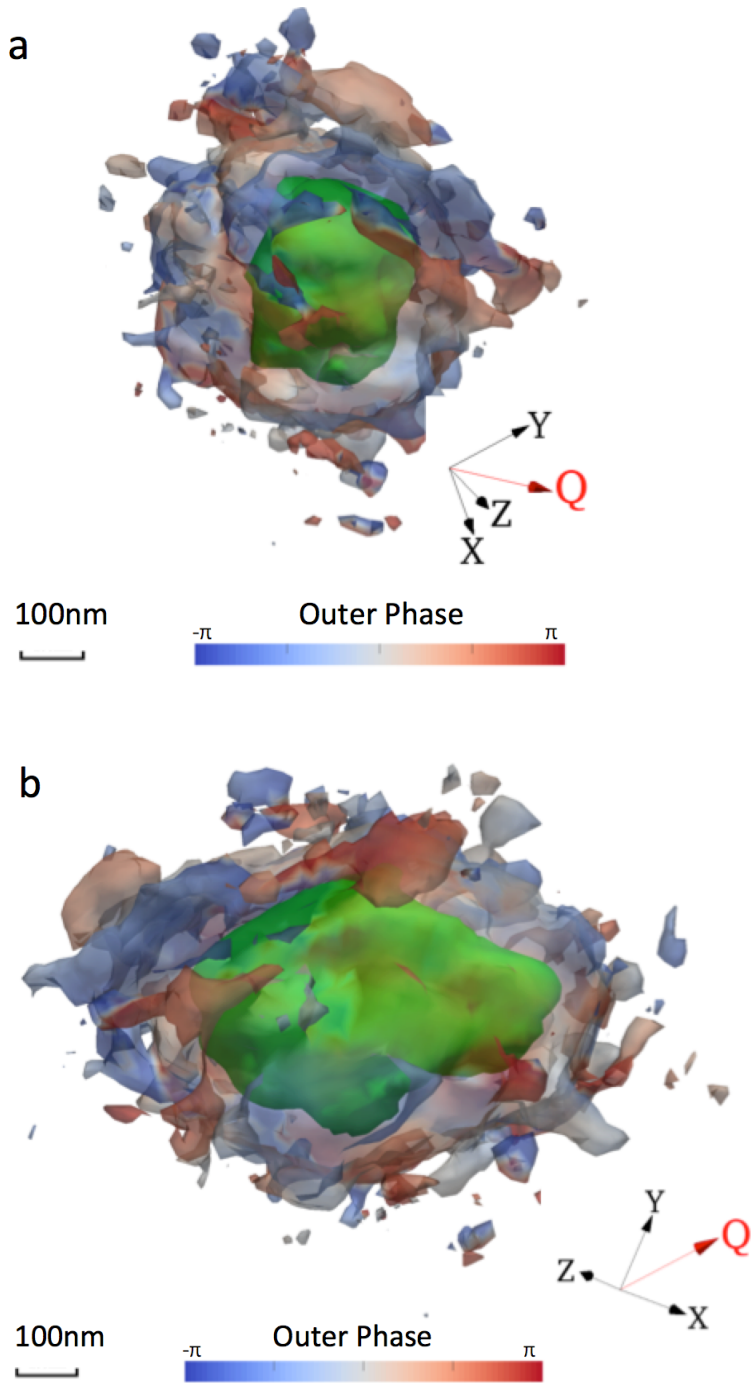 a
Y
Q
Z
X
100nm
Outer Phase
-π
π
b
Y
Q
Z
X
100nm
Outer Phase
-π
π